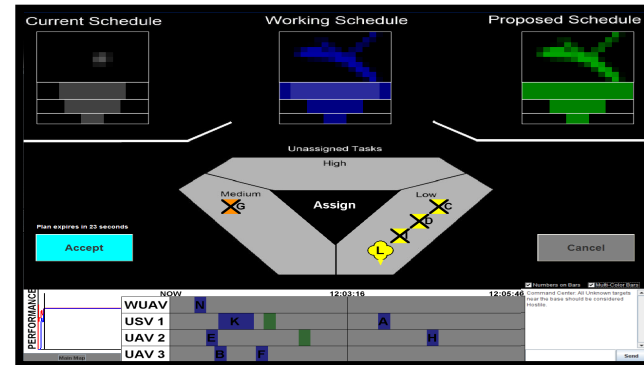 Current Schedule
Working Schedule
Proposed Schedule
Unassigned Tasks
High
Medium
Low
G
Assign
C
D
I
L
Plan expires in 23 seconds
Accept
Cancel
Numbers on Bars
Multi-Color Bars
PERFORMANCE
NOW
12:03:16
12:05:46
Command Center: All Unknown targets
near the base should be considered
Hostile.
WUAV
N
USV 1
K
A
UAV 2
E
H
UAV 3
B
F
Main Map
Send